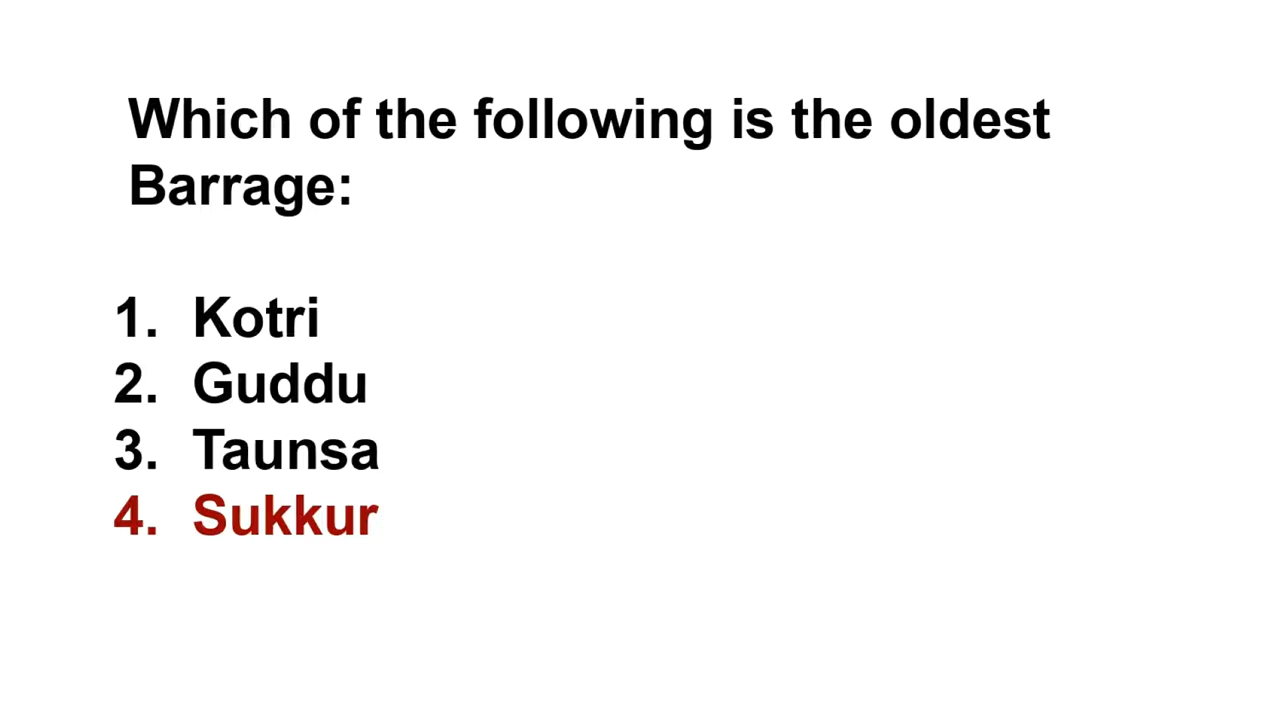 Which of the following is the oldest
Barrage:
1. Kotri
2. Guddu
3. Taunsa
4. Sukkur